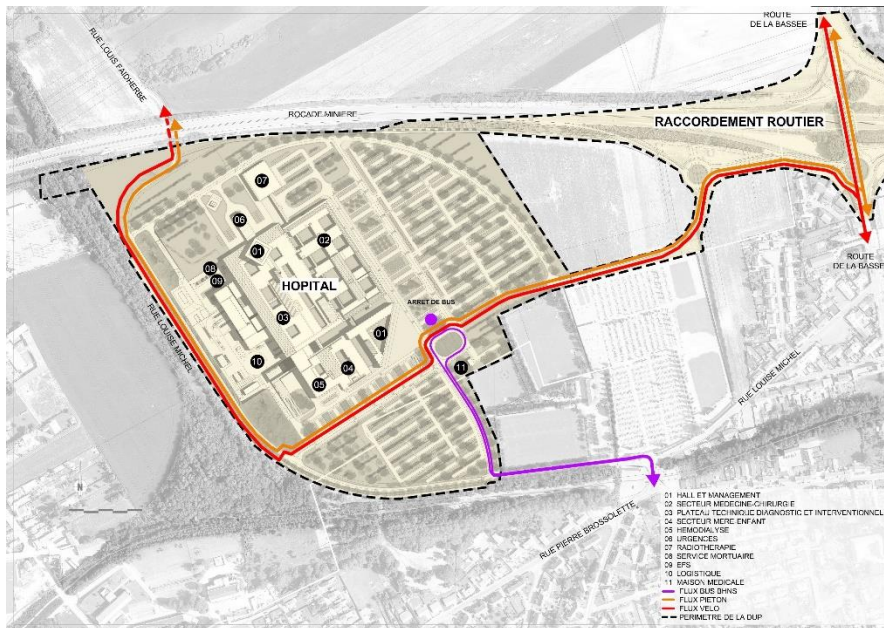 ROUTE
DE LA BASSEE
RUE LOUIS FAIDHERBE
ROCADE MINIERE
RACCORDEMENT ROUTIER
07
06
02
01
08
09
HOPITAL
ROUTE
DE LA BASSEE
ARRET DE BUS
03
01
RUE LOUISE MICHEL
10
04
11
05
RUE LOUISE MICHEL
N
RUE PIERRE BROSSOLETTE
01 HALL ET MANAGEMENT
02 SECTEUR MEDECINE-CHIRURGIE
03 PLATEAU TECHNIQUE DIAGNOSTIC ET INTERVENTIONNEL
04 SECTEUR MERE-ENFANT
05 HEMODIALYSE
06 URGENCES
07 RADIOTHERAPIE
08 SERVICE MORTUAIRE
09 EFS
10 LOGISTIQUE
11 MAISON MEDICALE
FLUX BUS BHNS
FLUX PIETON
FLUX VELO
PERIMETRE DE LA DUP